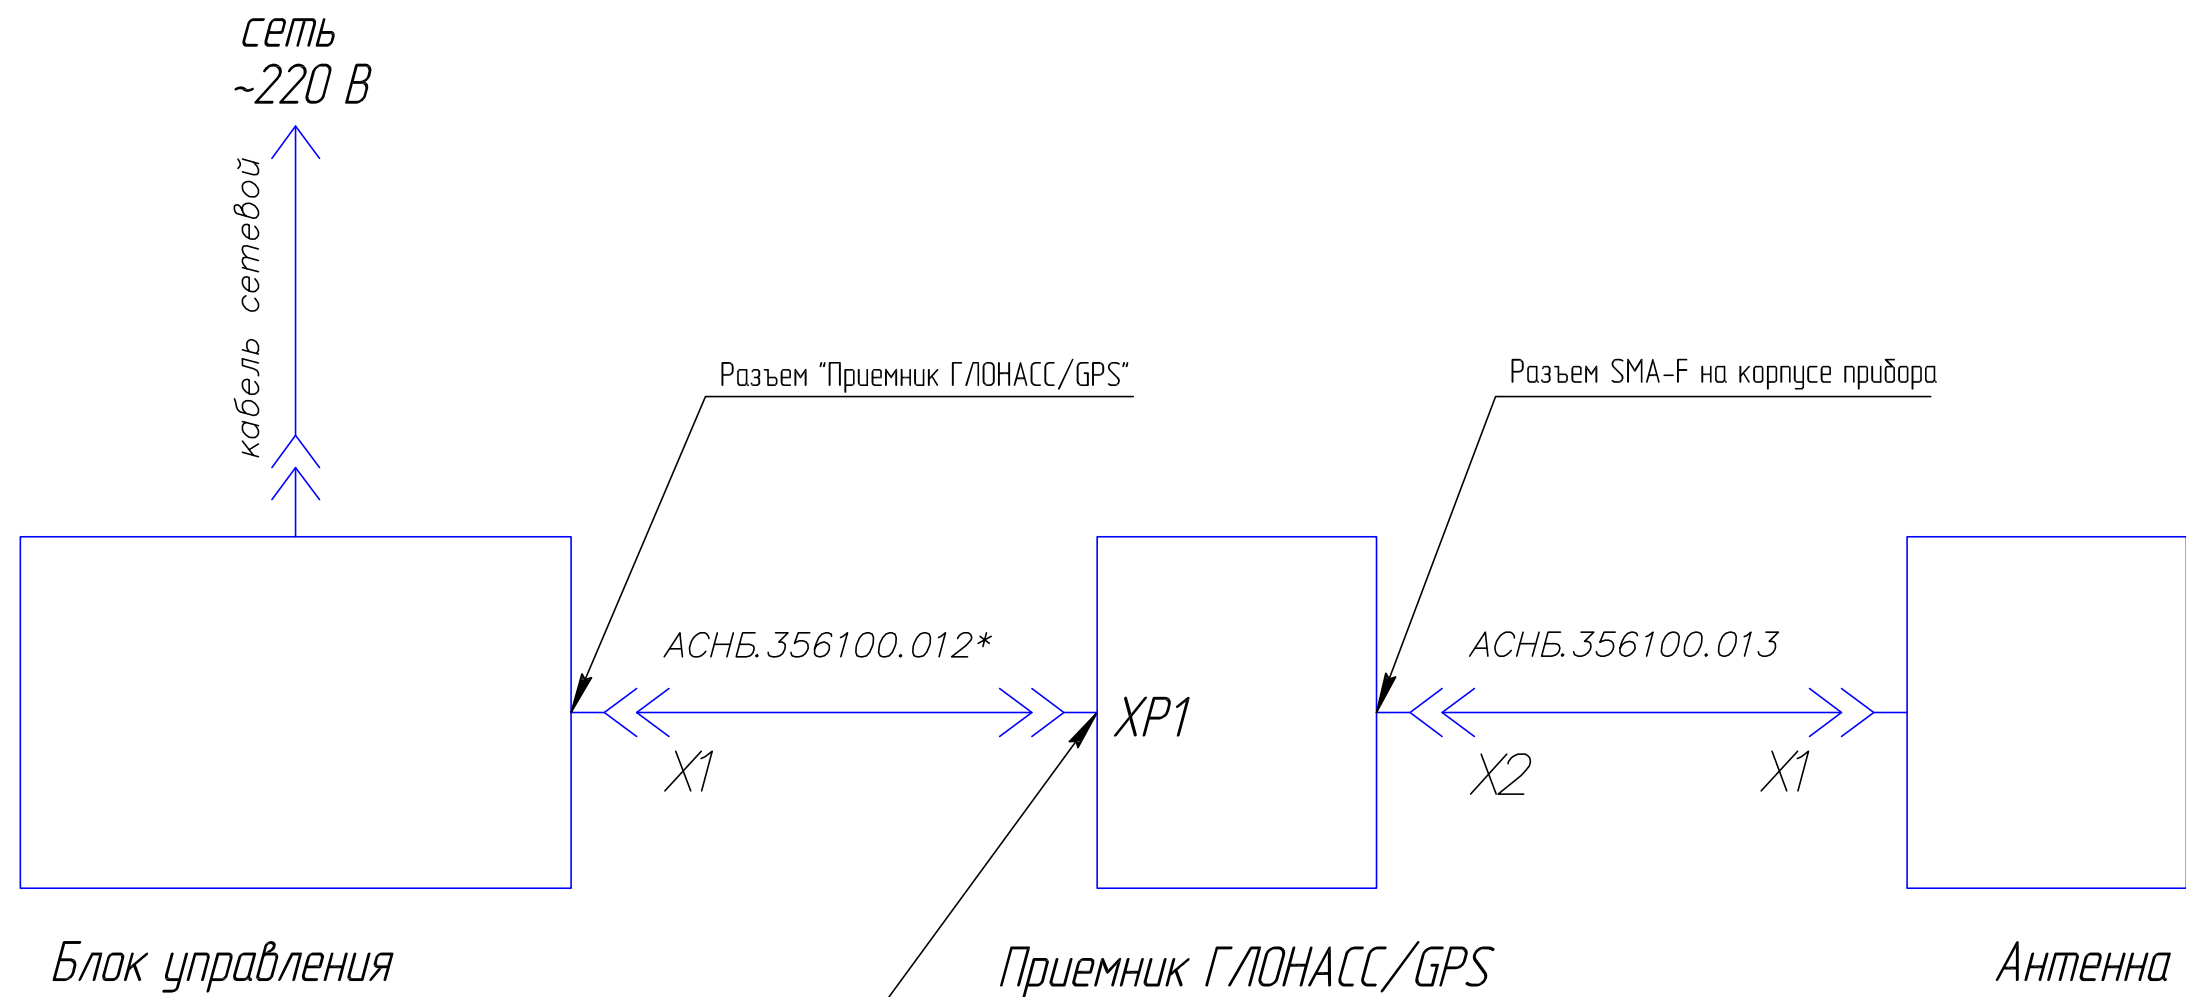 сеть
~220 В
кабель сетевой
Разъем "Приемник ГЛОНАСС/GPS"
Разъем SMA-F на корпусе прибора
АСНБ.356100.012*
АСНБ.356100.013
XP1
X1
X2
X1
Блок управления
Приемник ГЛОНАСС/GPS
Антенна